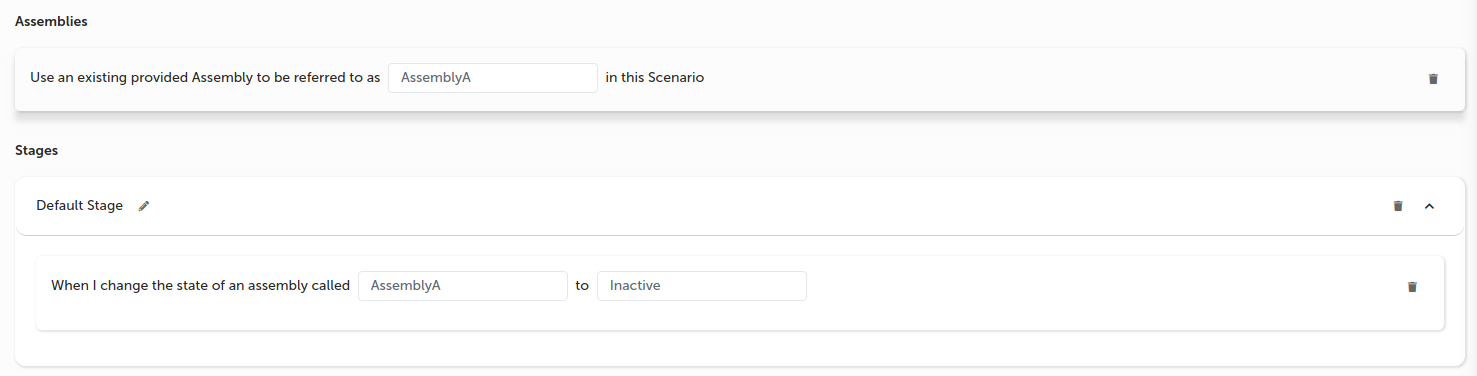 Assemblies
Use an existing provided Assembly to be referred to as AssemblyA in this Scenario
Stages
Default Stage
When I change the state of an assembly called AssemblyA to Inactive